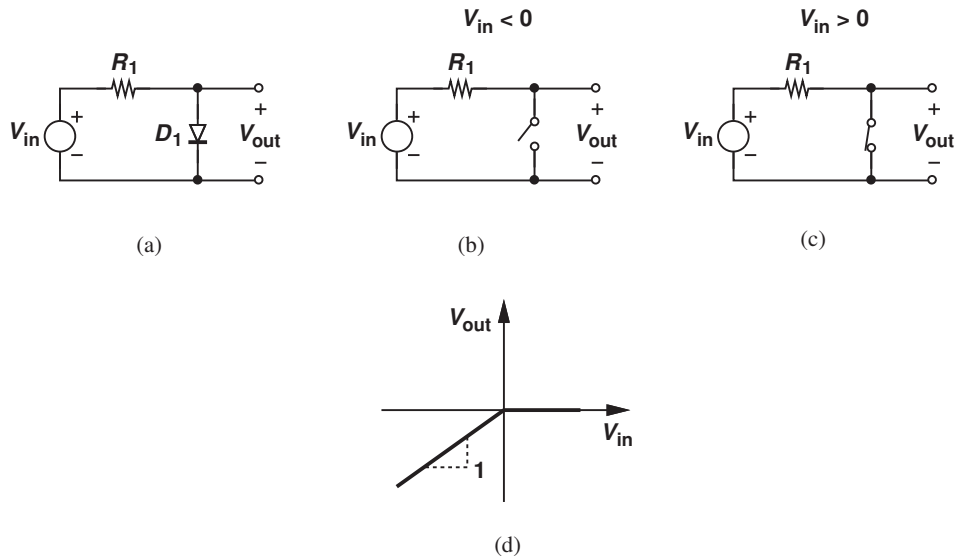 V_in < 0
V_in > 0
R_1
R_1
R_1
V_in
+
−
D_1
+
V_out
−
V_in
+
−
+
V_out
−
V_in
+
−
+
V_out
−
(a)
(b)
(c)
V_out
V_in
1
(d)